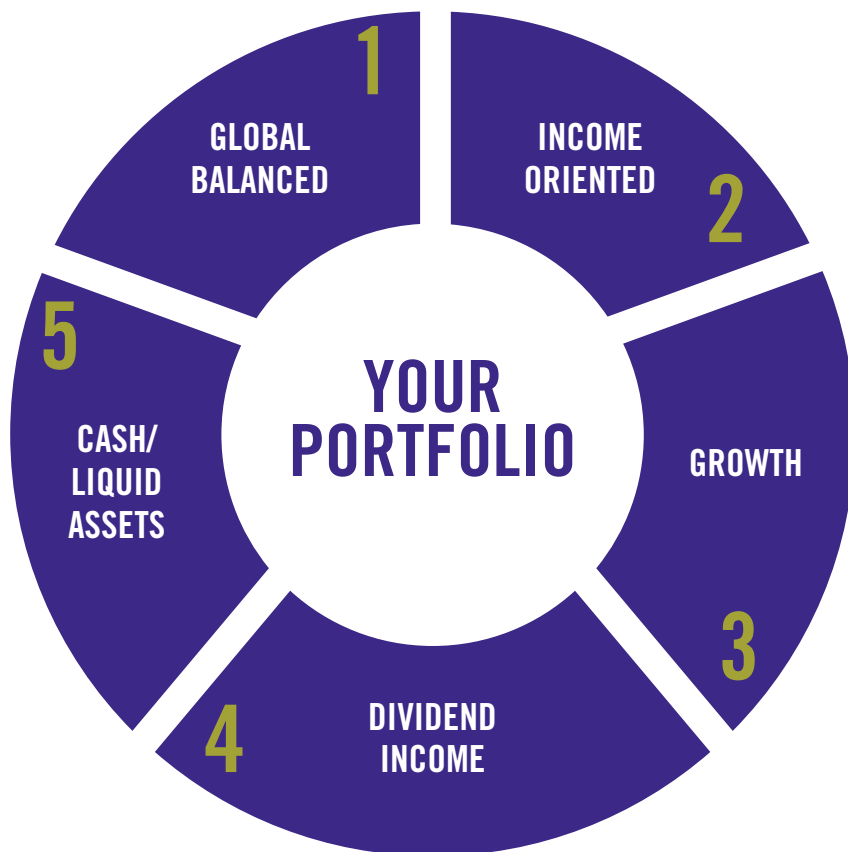 1
GLOBAL
BALANCED
INCOME
ORIENTED
2
GROWTH
3
DIVIDEND
INCOME
4
CASH/
LIQUID
ASSETS
5
YOUR
PORTFOLIO